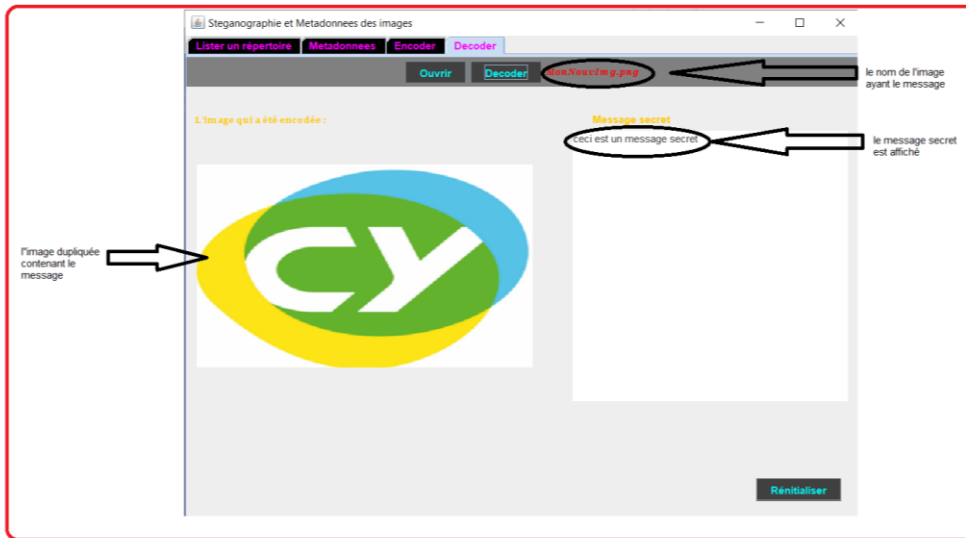 Steganographie et Metadonnees des images
Lister un répertoire Metadonnees Encoder Decoder
Ouvrir Decoder MonNouvImg.png
le nom de l'image
ayant le message
L'image qui a été encodée :
Message secret
ceci est un message secret
le message secret
est affiché
CY
l'image dupliquée
contenant le
message
Rénitialiser